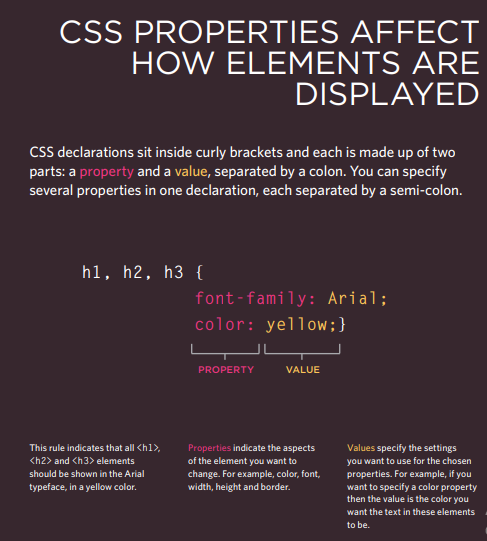 CSS PROPERTIES AFFECT
HOW ELEMENTS ARE
DISPLAYED
CSS declarations sit inside curly brackets and each is made up of two
parts: a property and a value, separated by a colon. You can specify
several properties in one declaration, each separated by a semi-colon.
h1, h2, h3 {
font-family: Arial;
color: yellow;}
PROPERTY VALUE
This rule indicates that all <h1>,
<h2> and <h3> elements
should be shown in the Arial
typeface, in a yellow color.
Properties indicate the aspects
of the element you want to
change. For example, color, font,
width, height and border.
Values specify the settings
you want to use for the chosen
properties. For example, if you
want to specify a color property
then the value is the color you
want the text in these elements
to be.